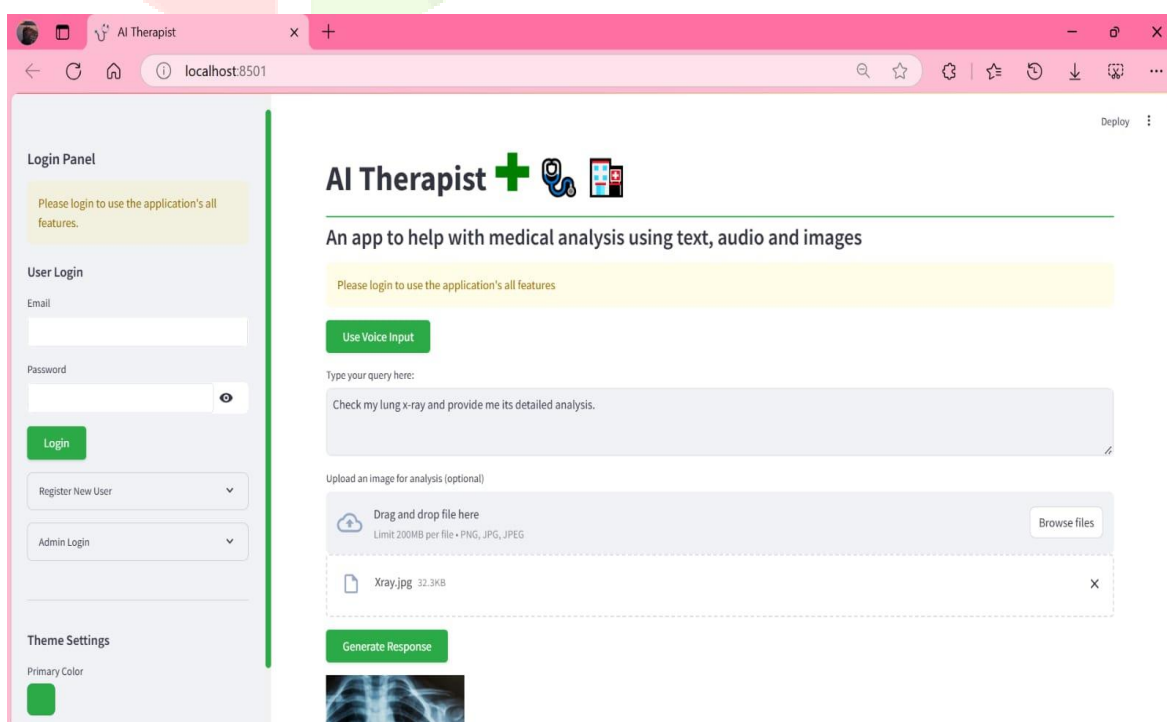 AI Therapist
localhost:8501
Deploy
Login Panel
Please login to use the application's all
features.
User Login
Email
Password
Login
Register New User
Admin Login
Theme Settings
Primary Color
AI Therapist
An app to help with medical analysis using text, audio and images
Please login to use the application's all features
Use Voice Input
Type your query here:
Check my lung x-ray and provide me its detailed analysis.
Upload an image for analysis (optional)
Drag and drop file here
Limit 200MB per file • PNG, JPG, JPEG
Browse files
Xray.jpg 32.3KB
Generate Response